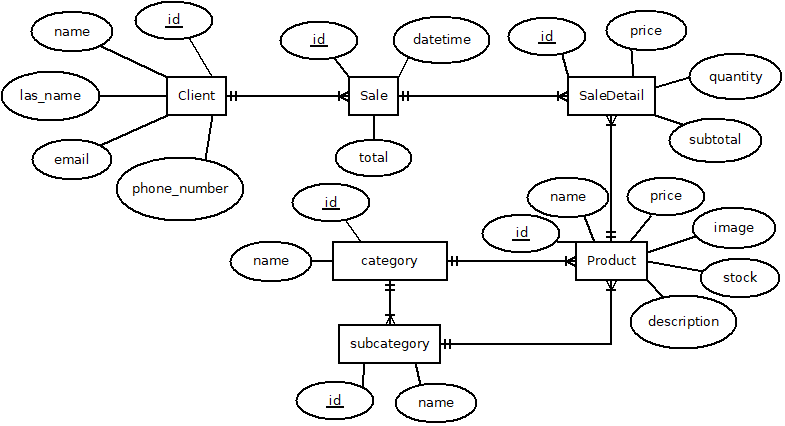 id
name
id
datetime
id
price
las_name
Client
Sale
SaleDetail
quantity
email
total
subtotal
phone_number
id
name
price
name
category
id
Product
image
stock
subcategory
description
id
name